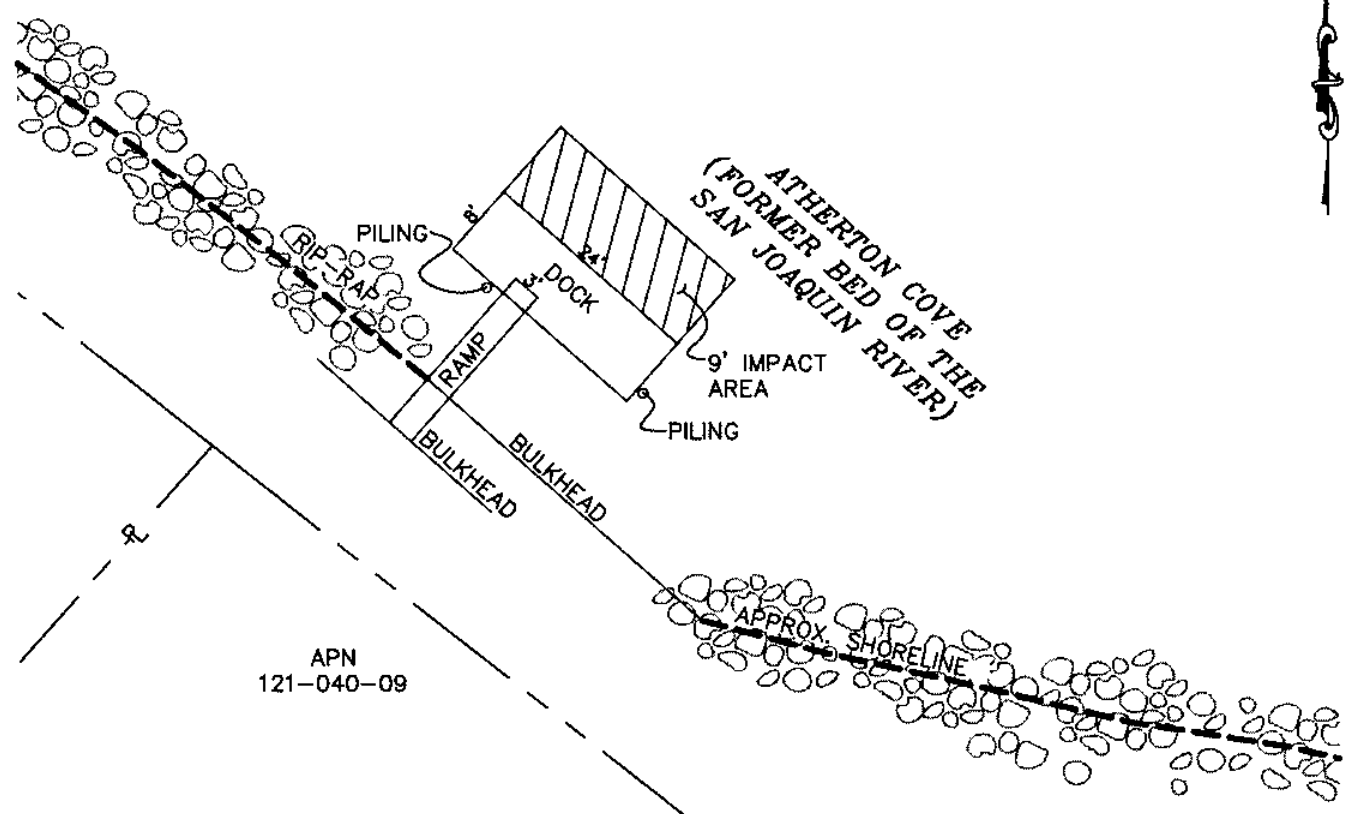 ATHERTON COVE
(FORMER BED OF THE
SAN JOAQUIN RIVER)
PILING
8'
24'
3'
DOCK
RIP-RAP
RAMP
9' IMPACT
AREA
PILING
BULKHEAD
BULKHEAD
PL
APPROX. SHORELINE
APN
121-040-09